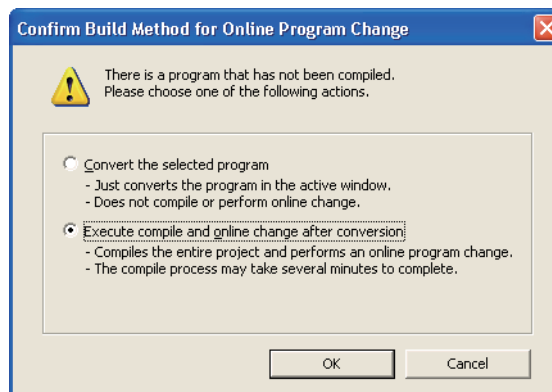 Confirm Build Method for Online Program Change
There is a program that has not been compiled.
Please choose one of the following actions.
Convert the selected program
- Just converts the program in the active window.
- Does not compile or perform online change.
Execute compile and online change after conversion
- Compiles the entire project and performs an online program change.
- The compile process may take several minutes to complete.
OK
Cancel